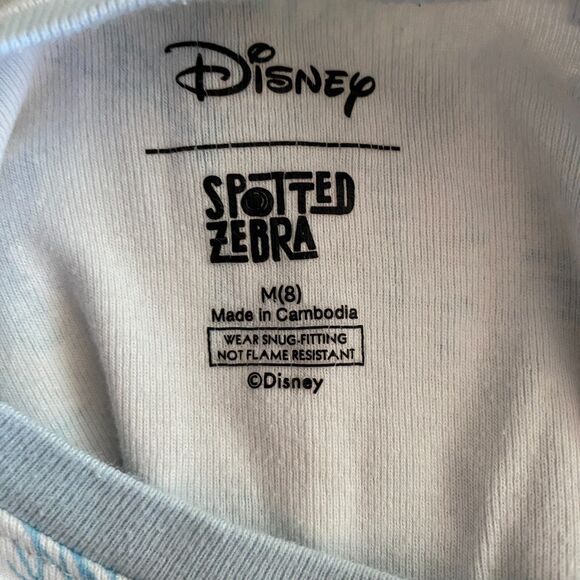 Disney
SPOTTED
ZEBRA
M(8)
Made in Cambodia
WEAR SNUG-FITTING
NOT FLAME RESISTANT
©Disney